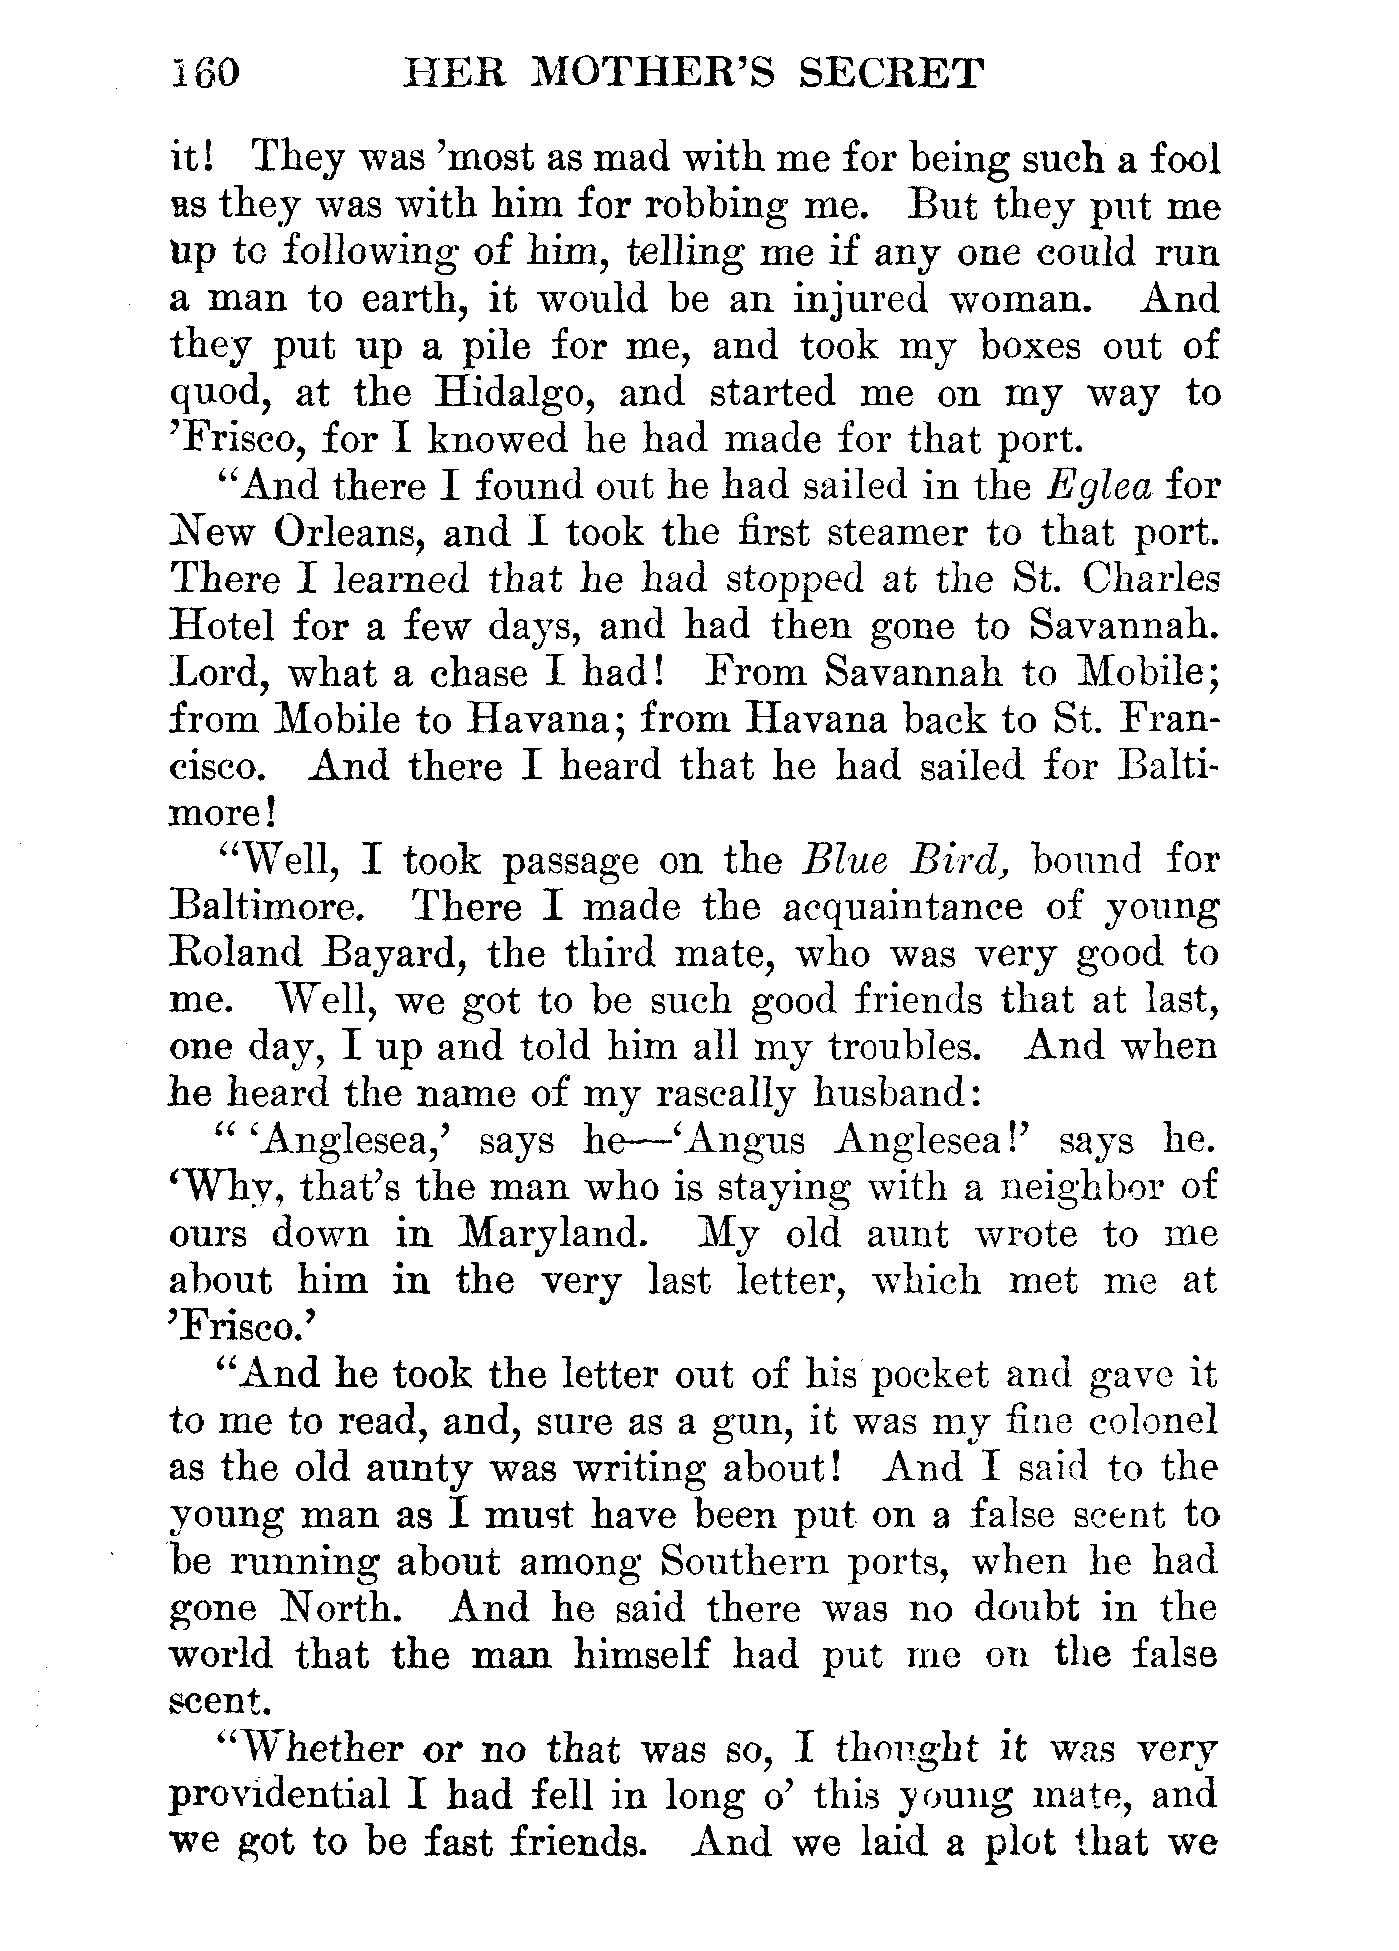 160 HER MOTHER'S SECRET
it! They was 'most as mad with me for being such a fool
as they was with him for robbing me. But they put me
up to following of him, telling me if any one could run
a man to earth, it would be an injured woman. And
they put up a pile for me, and took my boxes out of
quod, at the Hidalgo, and started me on my way to
'Frisco, for I knowed he had made for that port.
“And there I found out he had sailed in the Eglea for
New Orleans, and I took the first steamer to that port.
There I learned that he had stopped at the St. Charles
Hotel for a few days, and had then gone to Savannah.
Lord, what a chase I had! From Savannah to Mobile;
from Mobile to Havana; from Havana back to St. Fran-
cisco. And there I heard that he had sailed for Balti-
more!
“Well, I took passage on the Blue Bird, bound for
Baltimore. There I made the acquaintance of young
Roland Bayard, the third mate, who was very good to
me. Well, we got to be such good friends that at last,
one day, I up and told him all my troubles. And when
he heard the name of my rascally husband:
“ ‘Anglesea,’ says he—‘Angus Anglesea!’ says he.
‘Why, that's the man who is staying with a neighbor of
ours down in Maryland. My old aunt wrote to me
about him in the very last letter, which met me at
'Frisco.’
“And he took the letter out of his pocket and gave it
to me to read, and, sure as a gun, it was my fine colonel
as the old aunty was writing about! And I said to the
young man as I must have been put on a false scent to
be running about among Southern ports, when he had
gone North. And he said there was no doubt in the
world that the man himself had put me on the false
scent.
“Whether or no that was so, I thought it was very
providential I had fell in long o' this young mate, and
we got to be fast friends. And we laid a plot that we